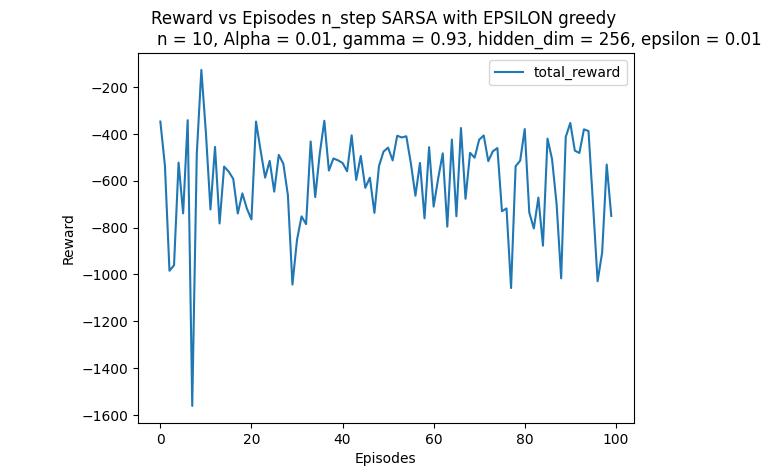 Reward vs Episodes n_step SARSA with EPSILON greedy
n = 10, Alpha = 0.01, gamma = 0.93, hidden_dim = 256, epsilon = 0.01
total_reward
−200
−400
−600
−800
−1000
−1200
−1400
−1600
Reward
0 20 40 60 80 100
Episodes